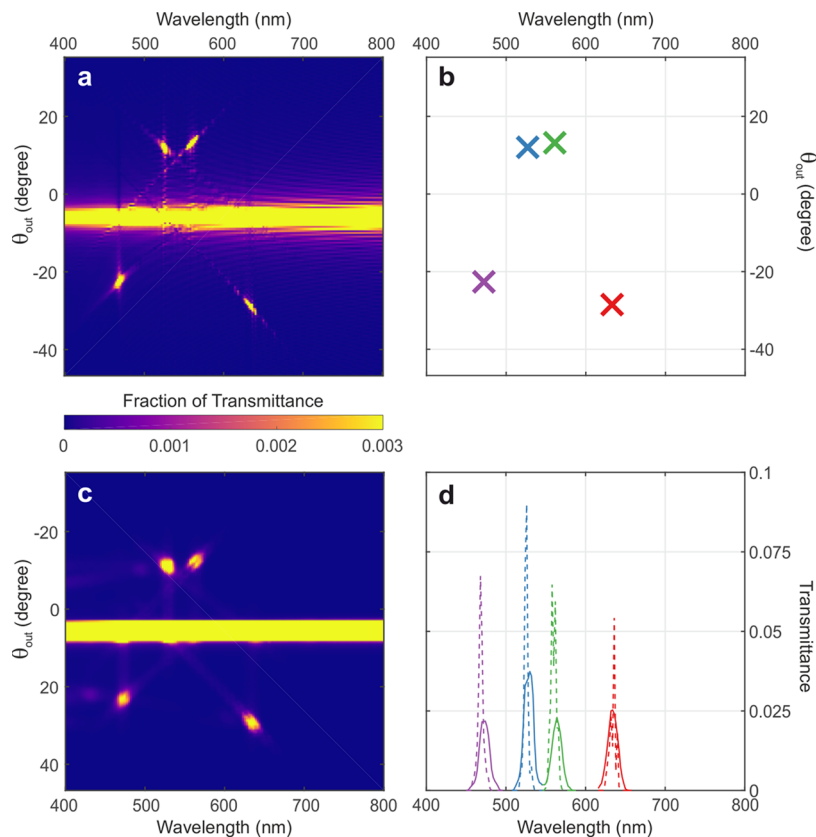 Wavelength (nm)
400 500 600 700 800
a
20
0
-20
-40
θout (degree)
Wavelength (nm)
400 500 600 700 800
b
20
0
-20
-40
θout (degree)
Fraction of Transmittance
0 0.001 0.002 0.003
c
-20
0
20
40
θout (degree)
400 500 600 700 800
Wavelength (nm)
d
0.1
0.075
0.05
0.025
0
Transmittance
400 500 600 700 800
Wavelength (nm)